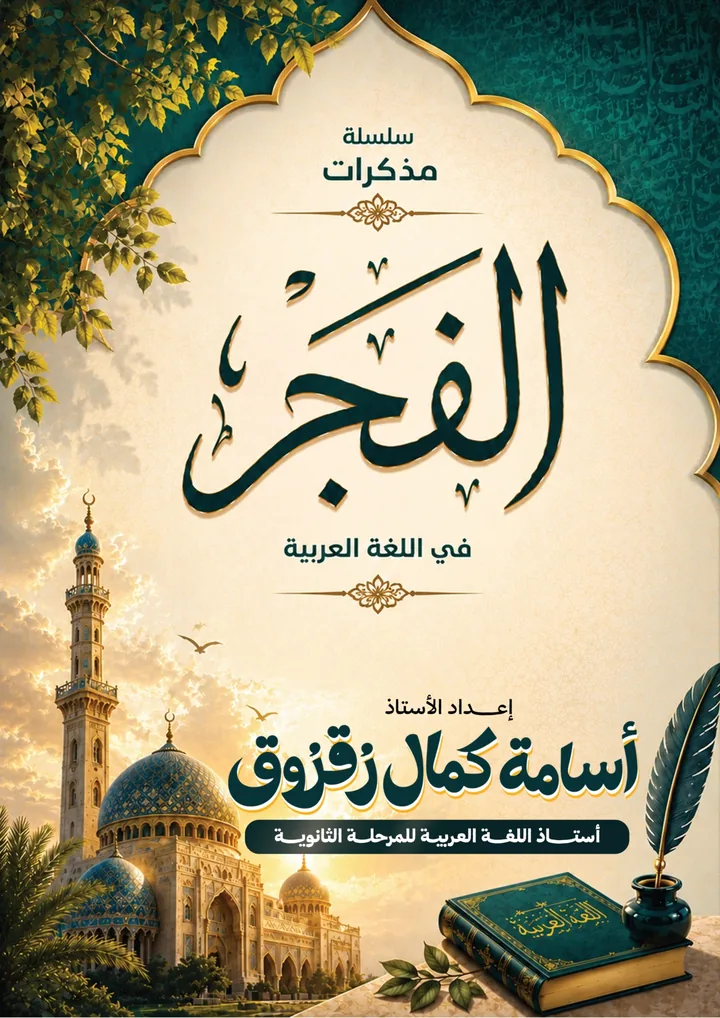 سلسلة
مذكرات
الفجر
في اللغة العربية
إعداد الأستاذ
أسامة كمال زقزوق
أستاذ اللغة العربية للمرحلة الثانوية
اللغة العربية